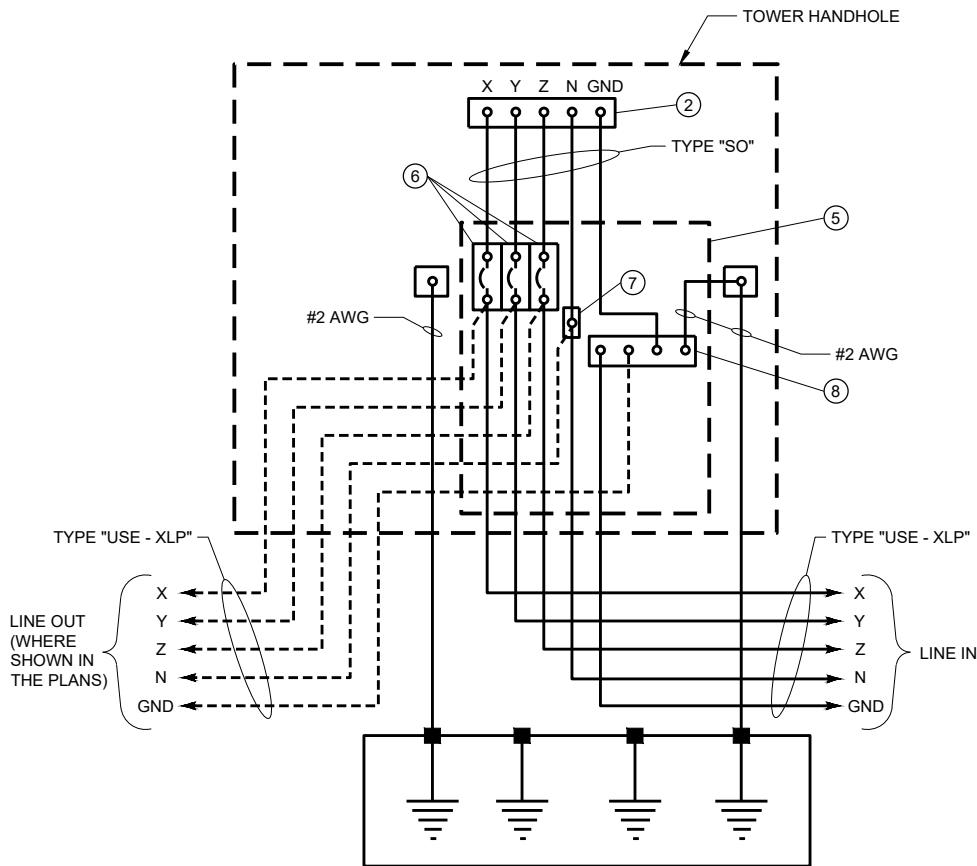 TOWER HANDHOLE
X Y Z N GND
2
TYPE "SO"
6
5
7
#2 AWG
#2 AWG
8
TYPE "USE - XLP"
TYPE "USE - XLP"
LINE OUT
(WHERE
SHOWN IN
THE PLANS)
X
Y
Z
N
GND
X
Y
Z
N
GND
LINE IN